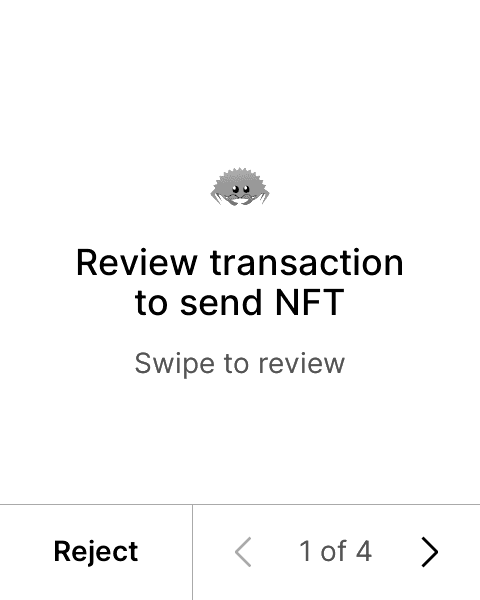 Review transaction
to send NFT
Swipe to review
Reject
1 of 4